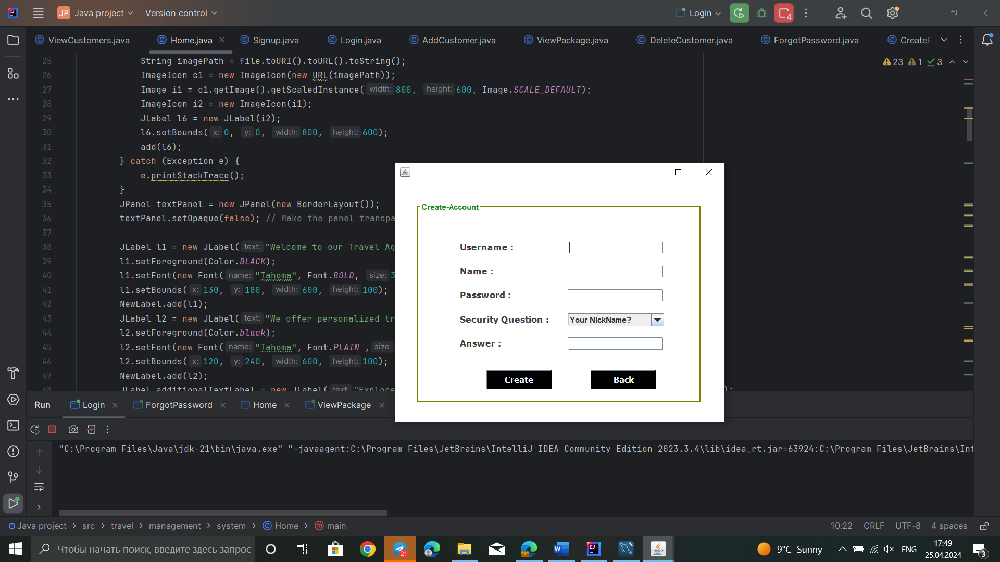 JP Java project Version control Login 4
ViewCustomers.java Home.java Signup.java Login.java AddCustomer.java ViewPackage.java DeleteCustomer.java ForgotPassword.java CreateP
23 1 3
25 String imagePath = file.toURI().toURL().toString();
26 ImageIcon c1 = new ImageIcon(new URL(imagePath));
27 Image i1 = c1.getImage().getScaledInstance( width: 800, height: 600, Image.SCALE_DEFAULT);
28 ImageIcon i2 = new ImageIcon(i1);
29 JLabel l6 = new JLabel(i2);
30 l6.setBounds( x: 0, y: 0, width: 800, height: 600);
31 add(l6);
32 } catch (Exception e) {
33 e.printStackTrace();
34 }
35 JPanel textPanel = new JPanel(new BorderLayout());
36 textPanel.setOpaque(false); // Make the panel transpa
37
38 JLabel l1 = new JLabel( text: "Welcome to our Travel Ag
39 l1.setForeground(Color.BLACK);
40 l1.setFont(new Font( name: "Tahoma", Font.BOLD, size: 3
41 l1.setBounds( x: 130, y: 180, width: 600, height: 100);
42 NewLabel.add(l1);
43 JLabel l2 = new JLabel( text: "We offer personalized tr
44 l2.setForeground(Color.black);
45 l2.setFont(new Font( name: "Tahoma", Font.PLAIN , size:
46 l2.setBounds( x: 120, y: 240, width: 600, height: 100);
47 NewLabel.add(l2);
48 JLabel additionalTextLabel = new JLabel( text: "Explore );
Create-Account
Username :
Name :
Password :
Security Question : Your NickName?
Answer :
Create Back
Run Login ForgotPassword Home ViewPackage
"C:\Program Files\Java\jdk-21\bin\java.exe" "-javaagent:C:\Program Files\JetBrains\IntelliJ IDEA Community Edition 2023.3.4\lib\idea_rt.jar=63924:C:\Program Files\JetBrains\Int
Java project > src > travel > management > system > Home > main 10:22 CRLF UTF-8 4 spaces
Чтобы начать поиск, введите здесь запрос 21 9°C Sunny ENG 17:49
25.04.2024 3